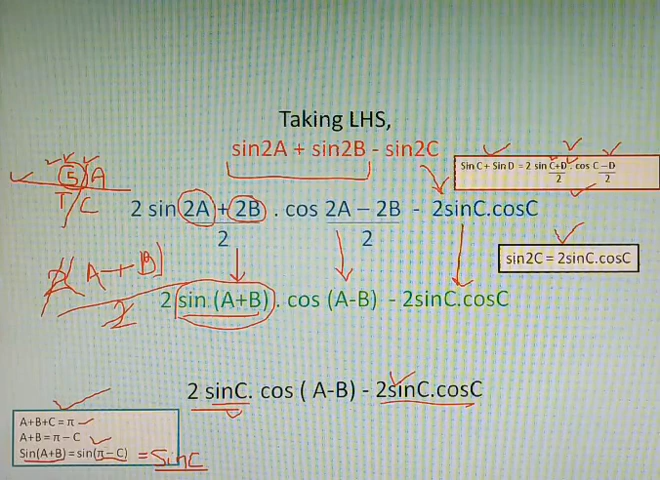 Taking LHS,
sin2A + sin2B - sin2C
Sin C + Sin D = 2 sin C+D/2 . cos C−D/2
S/A
T/C
2 sin 2A + 2B/2 . cos 2A − 2B/2 - 2sinC.cosC
sin2C = 2sinC.cosC
2(A+B)/2
2 sin (A+B) . cos (A-B) - 2sinC.cosC
2 sinC. cos ( A-B) - 2sinC.cosC
A+B+C = π
A+B = π − C
Sin(A+B) = sin(π−C) = SinC